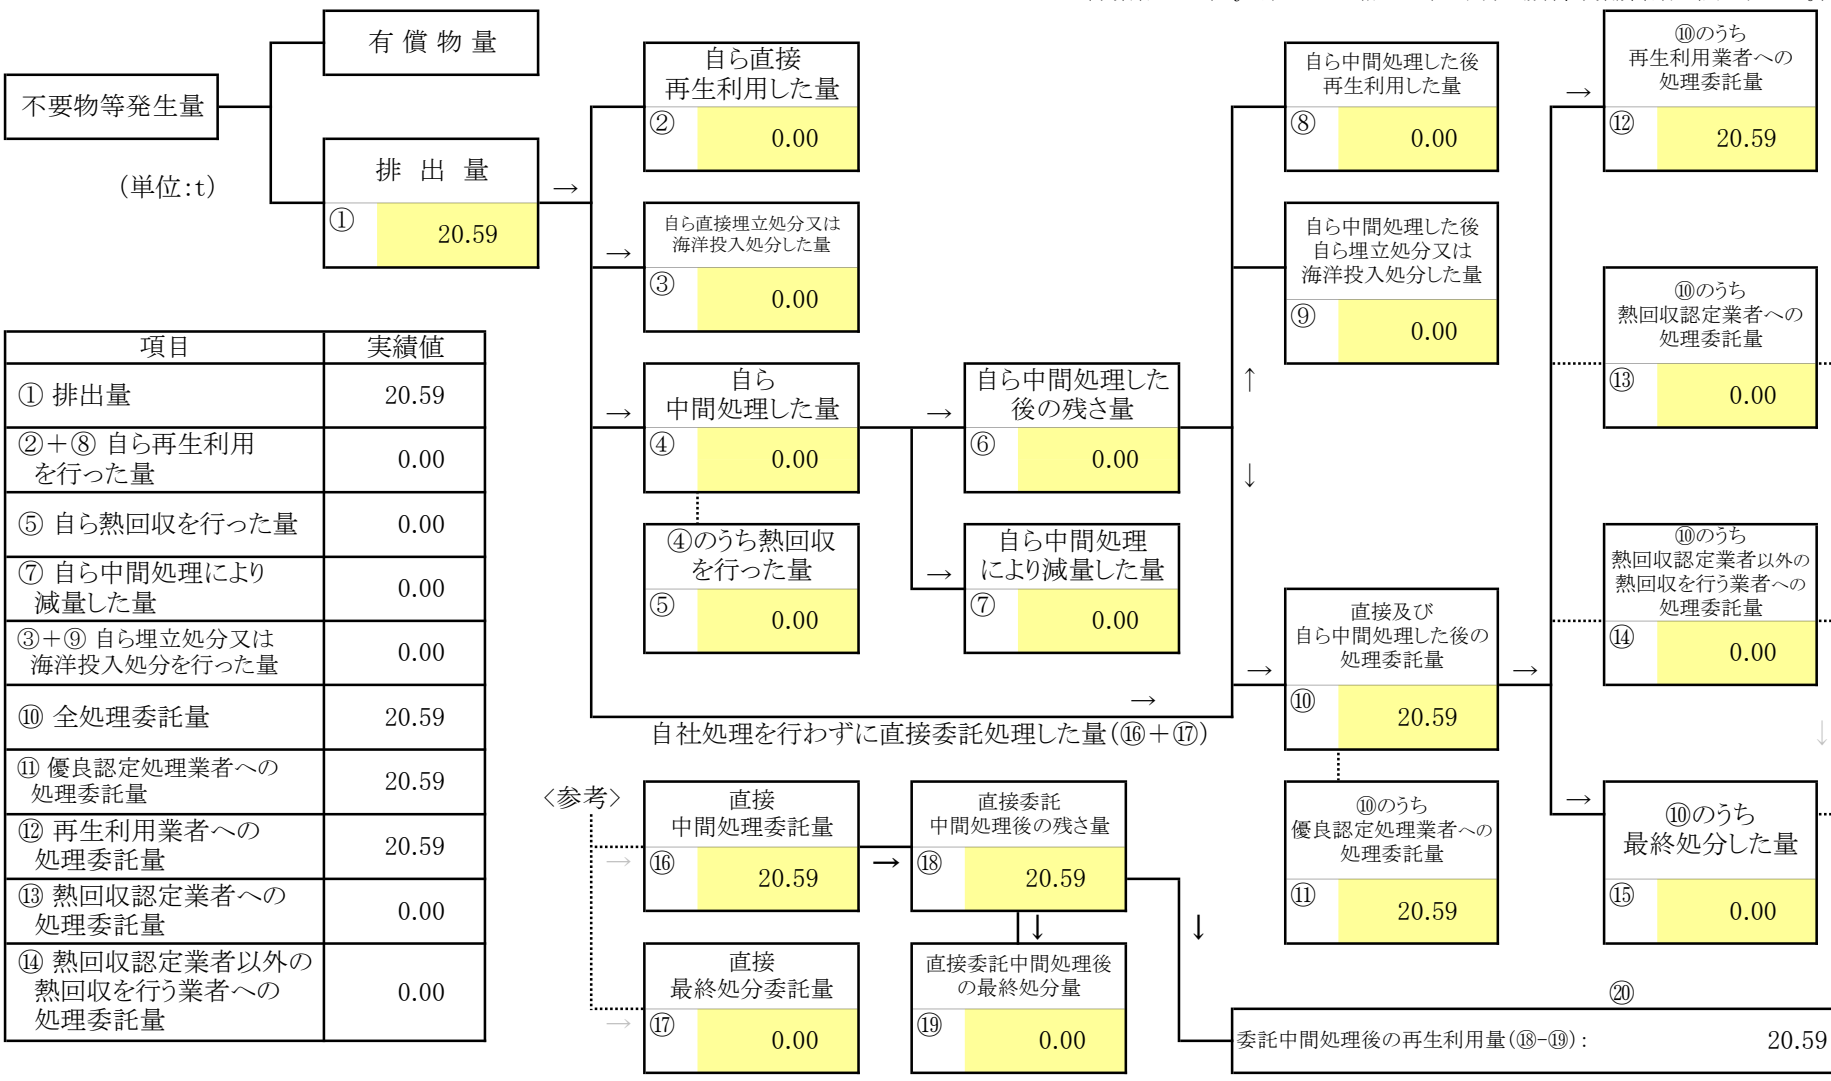 有 償 物 量
不要物等発生量
(単位:t)
排 出 量
→
① 20.59
自ら直接
再生利用した量
② 0.00
自ら直接埋立処分又は
海洋投入処分した量
→
③ 0.00
自ら
中間処理した量
→
④ 0.00
④のうち熱回収
を行った量
⑤ 0.00
→
自ら中間処理した
後の残さ量
⑥ 0.00
→
自ら中間処理
により減量した量
⑦ 0.00
↑
↓
自ら中間処理した後
再生利用した量
⑧ 0.00
自ら中間処理した後
自ら埋立処分又は
海洋投入処分した量
⑨ 0.00
→
自社処理を行わずに直接委託処理した量(⑯+⑰)
→
直接及び
自ら中間処理した後の
処理委託量
⑩ 20.59
→
⑩のうち
優良認定処理業者への
処理委託量
⑪ 20.59
→
⑩のうち
再生利用業者への
処理委託量
⑫ 20.59
⑩のうち
熱回収認定業者への
処理委託量
⑬ 0.00
⑩のうち
熱回収認定業者以外の
熱回収を行う業者への
処理委託量
⑭ 0.00
↓
→
⑩のうち
最終処分した量
⑮ 0.00
項目 実績値
① 排出量 20.59
②+⑧ 自ら再生利用
を行った量 0.00
⑤ 自ら熱回収を行った量 0.00
⑦ 自ら中間処理により
減量した量 0.00
③+⑨ 自ら埋立処分又は
海洋投入処分を行った量 0.00
⑩ 全処理委託量 20.59
⑪ 優良認定処理業者への
処理委託量 20.59
⑫ 再生利用業者への
処理委託量 20.59
⑬ 熱回収認定業者への
処理委託量 0.00
⑭ 熱回収認定業者以外の
熱回収を行う業者への
処理委託量 0.00
〈参考〉
→
直接
中間処理委託量
⑯ 20.59
→
直接委託
中間処理後の残さ量
⑱ 20.59
↓
↓
→
直接
最終処分委託量
⑰ 0.00
直接委託中間処理後
の最終処分量
⑲ 0.00
⑳
委託中間処理後の再生利用量(⑱-⑲): 20.59